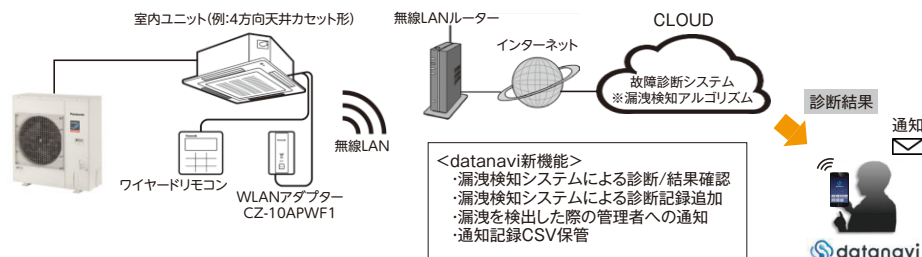 室内ユニット(例:4方向天井カセット形)
無線LANルーター
CLOUD
インターネット
故障診断システム
※漏洩検知アルゴリズム
診断結果
通知
Panasonic
無線LAN
ワイヤードリモコン
WLANアダプター
CZ-10APWF1
<datanavi新機能>
・漏洩検知システムによる診断/結果確認
・漏洩検知システムによる診断記録追加
・漏洩を検出した際の管理者への通知
・通知記録CSV保管
datanavi